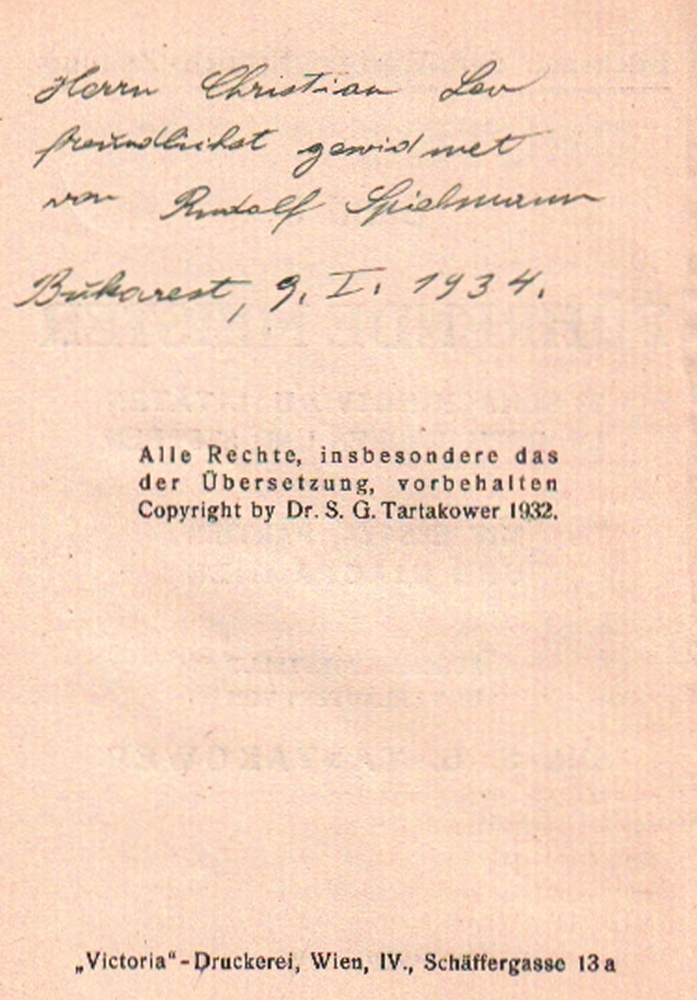 Herrn Christian Leo
freundlichst gewidmet
von Rudolf Spielmann
Bukarest, 9. I. 1934.
Alle Rechte, insbesondere das
der Übersetzung, vorbehalten
Copyright by Dr. S. G. Tartakower 1932.
„Victoria“-Druckerei, Wien, IV., Schäffergasse 13a